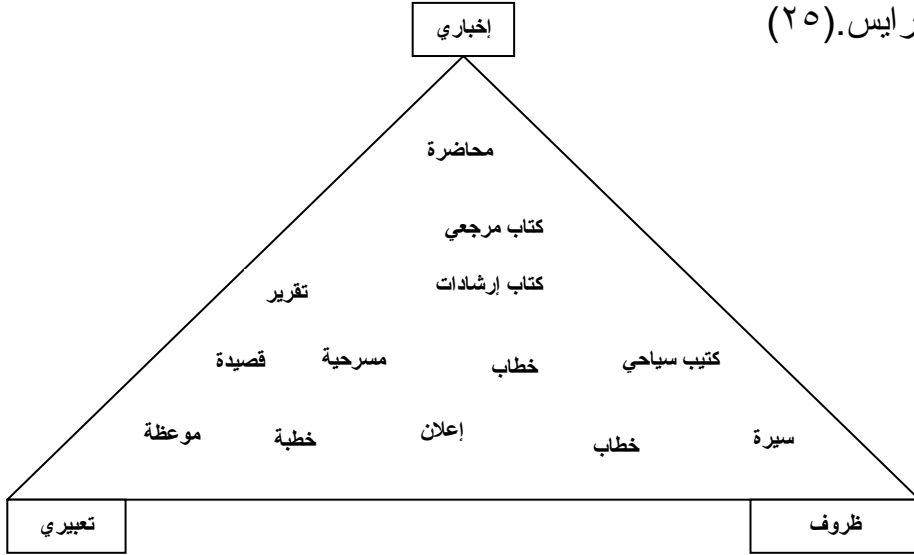 رايس.(٢٥)
إخباري
محاضرة
كتاب مرجعي
كتاب إرشادات
تقرير
كتيب سياحي
خطاب
مسرحية
قصيدة
سيرة
خطاب
إعلان
خطبة
موعظة
ظروف
تعبيري